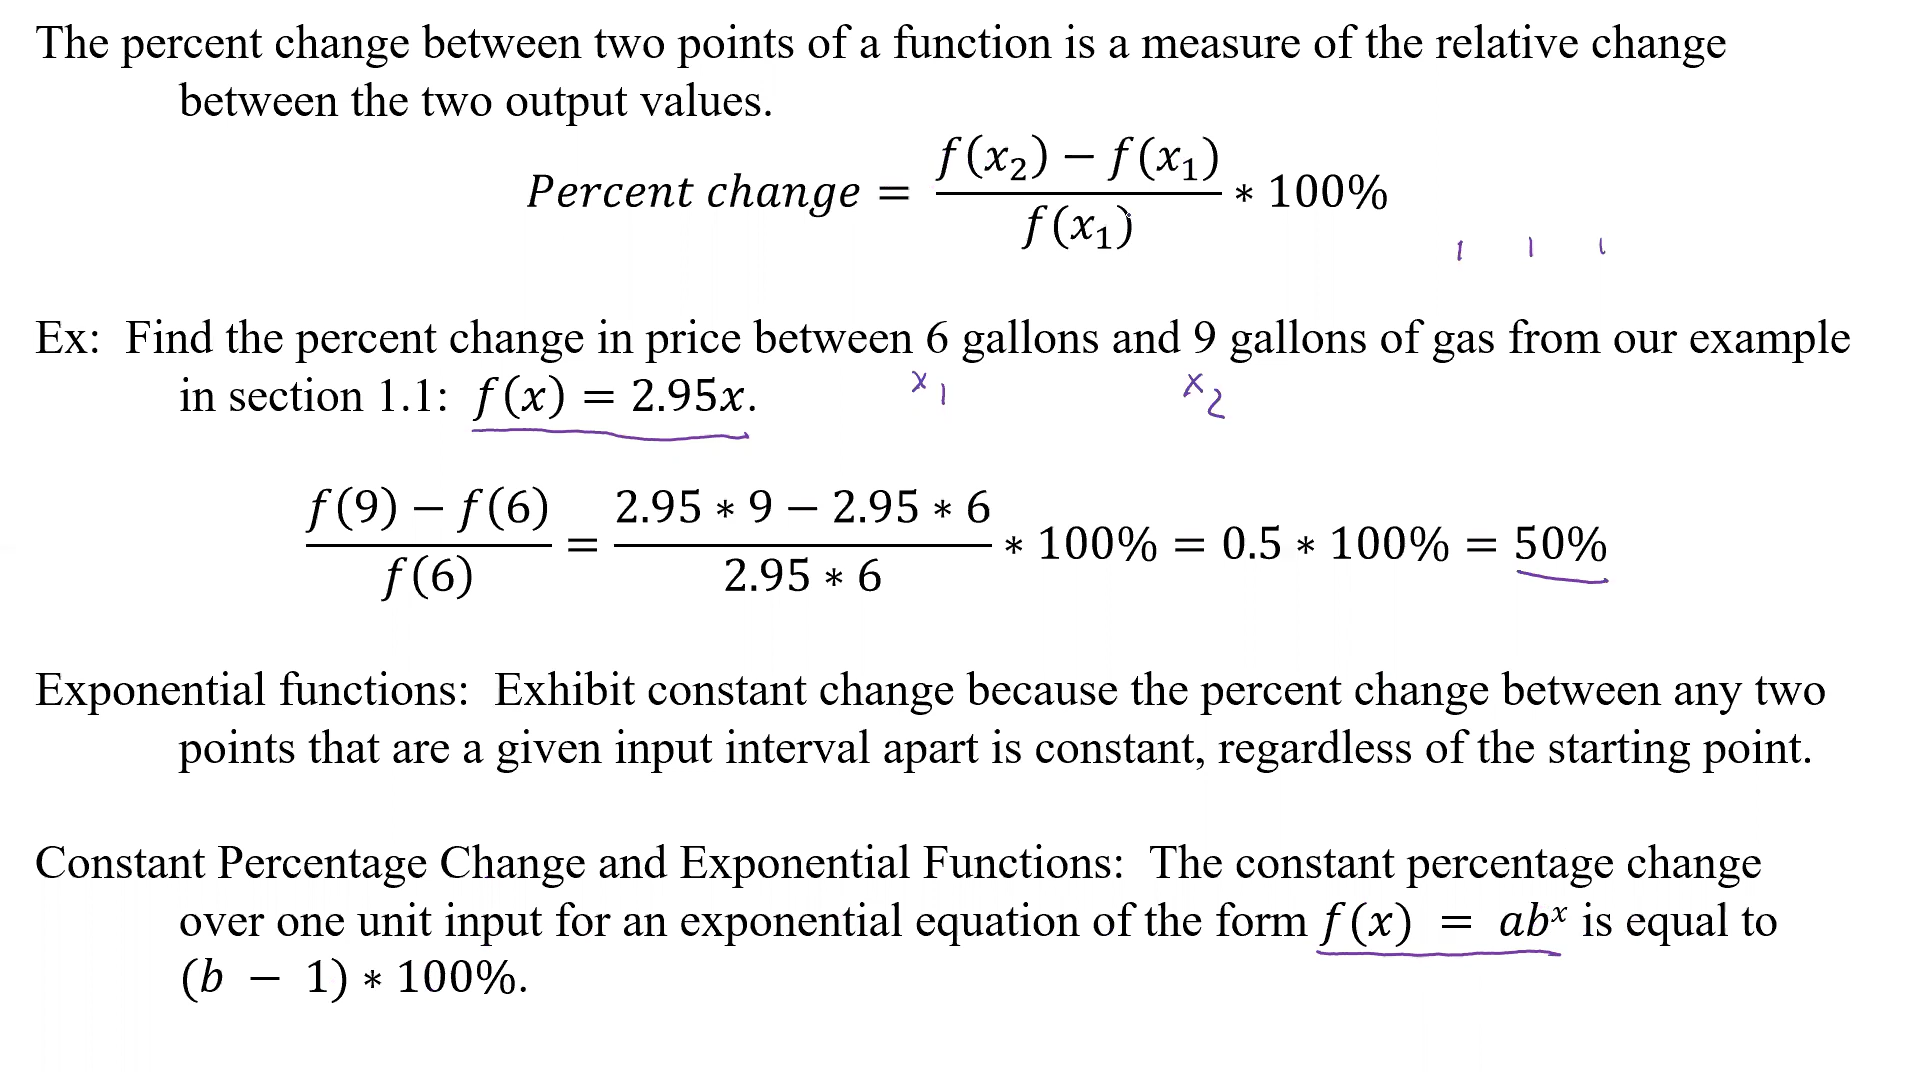 The percent change between two points of a function is a measure of the relative change
between the two output values.
Percent change = (f(x₂) − f(x₁)) / f(x₁) ∗ 100%
Ex: Find the percent change in price between 6 gallons and 9 gallons of gas from our example
in section 1.1: f(x) = 2.95x.
x₁ x₂
(f(9) − f(6)) / f(6) = (2.95 ∗ 9 − 2.95 ∗ 6) / (2.95 ∗ 6) ∗ 100% = 0.5 ∗ 100% = 50%
Exponential functions: Exhibit constant change because the percent change between any two
points that are a given input interval apart is constant, regardless of the starting point.
Constant Percentage Change and Exponential Functions: The constant percentage change
over one unit input for an exponential equation of the form f(x) = abˣ is equal to
(b − 1) ∗ 100%.